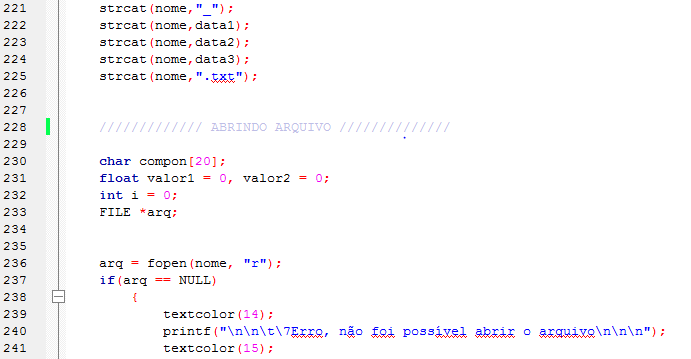 221 strcat(nome,"_");
222 strcat(nome,data1);
223 strcat(nome,data2);
224 strcat(nome,data3);
225 strcat(nome,".txt");
226
227
228 ///////////// ABRINDO ARQUIVO //////////////
229
230 char compon[20];
231 float valor1 = 0, valor2 = 0;
232 int i = 0;
233 FILE *arq;
234
235
236 arq = fopen(nome, "r");
237 if(arq == NULL)
238 {
239 textcolor(14);
240 printf("\n\n\t\7Erro, não foi possível abrir o arquivo\n\n\n");
241 textcolor(15);